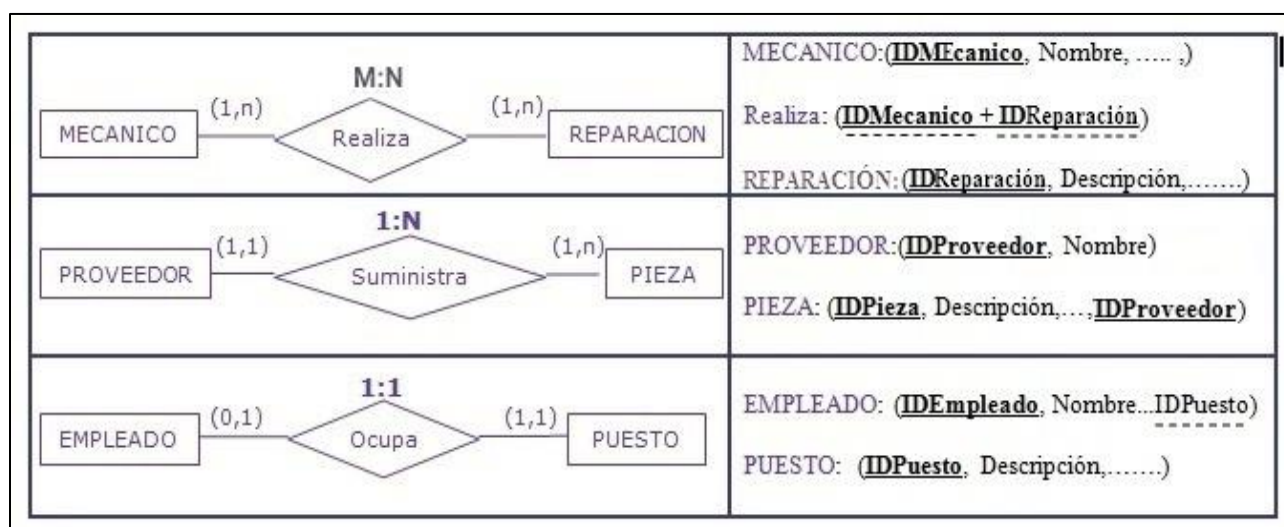 M:N
(1,n) (1,n)
MECANICO Realiza REPARACION
MECANICO:(IDMEcanico, Nombre, ..... ,)
Realiza: (IDMecanico + IDReparación)
REPARACIÓN:(IDReparación, Descripción,.......)
1:N
(1,1) (1,n)
PROVEEDOR Suministra PIEZA
PROVEEDOR:(IDProveedor, Nombre)
PIEZA: (IDPieza, Descripción,...,IDProveedor)
1:1
(0,1) (1,1)
EMPLEADO Ocupa PUESTO
EMPLEADO: (IDEmpleado, Nombre...IDPuesto)
PUESTO: (IDPuesto, Descripción,.......)